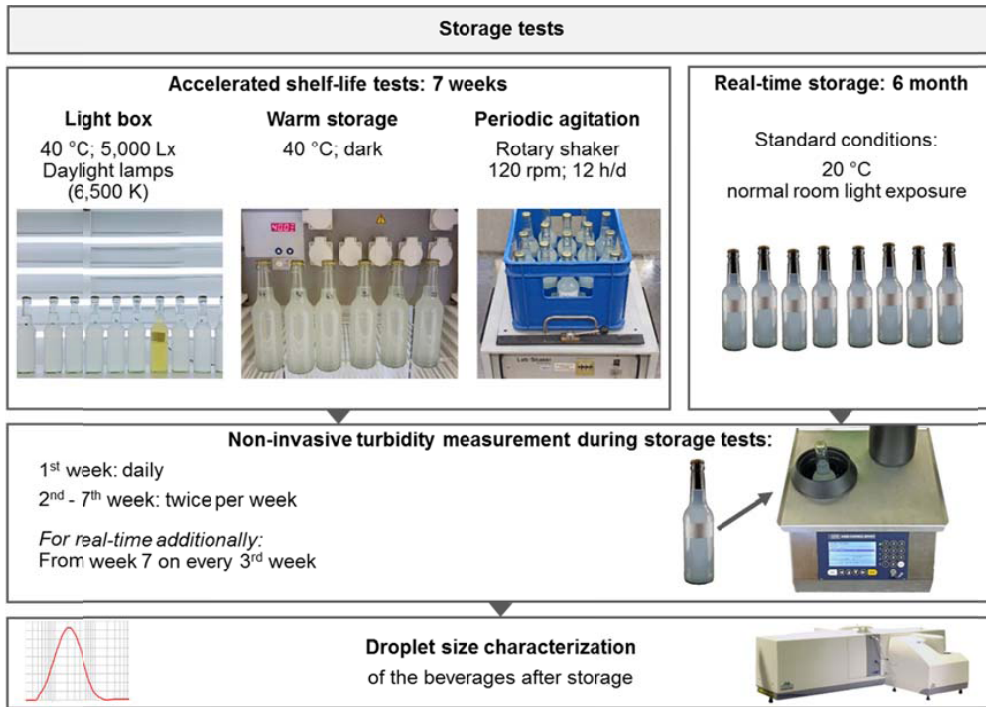 Storage tests
Accelerated shelf-life tests: 7 weeks
Light box
40 °C; 5,000 Lx
Daylight lamps
(6,500 K)
Warm storage
40 °C; dark
Periodic agitation
Rotary shaker
120 rpm; 12 h/d
Lab-Shaker
Real-time storage: 6 month
Standard conditions:
20 °C
normal room light exposure
Non-invasive turbidity measurement during storage tests:
1st week: daily
2nd - 7th week: twice per week
For real-time additionally:
From week 7 on every 3rd week
Droplet size characterization
of the beverages after storage